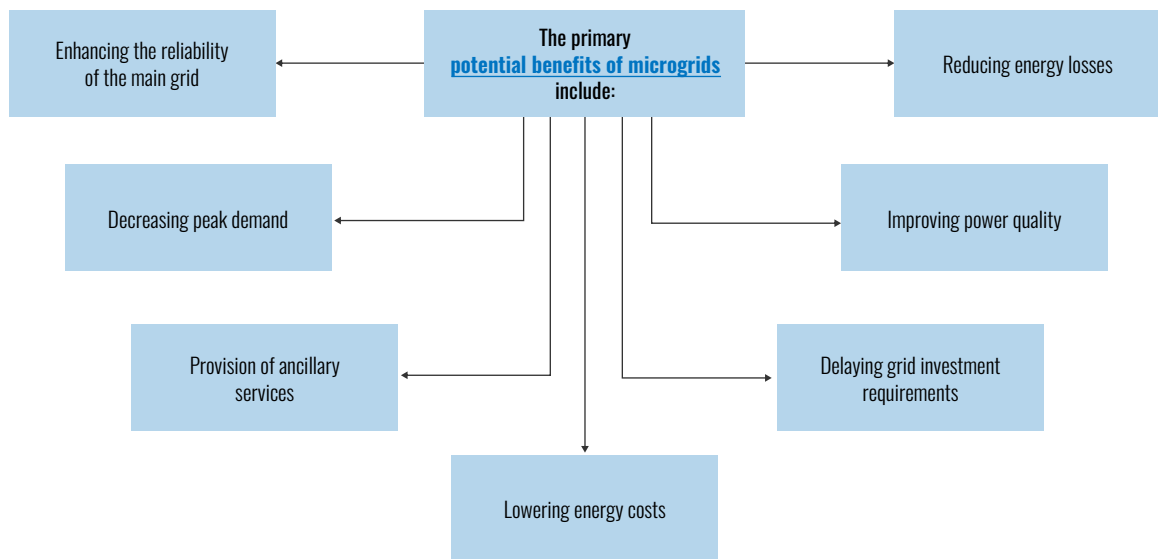 The primary
potential benefits of microgrids
include:
Enhancing the reliability
of the main grid
Reducing energy losses
Decreasing peak demand
Improving power quality
Provision of ancillary
services
Delaying grid investment
requirements
Lowering energy costs